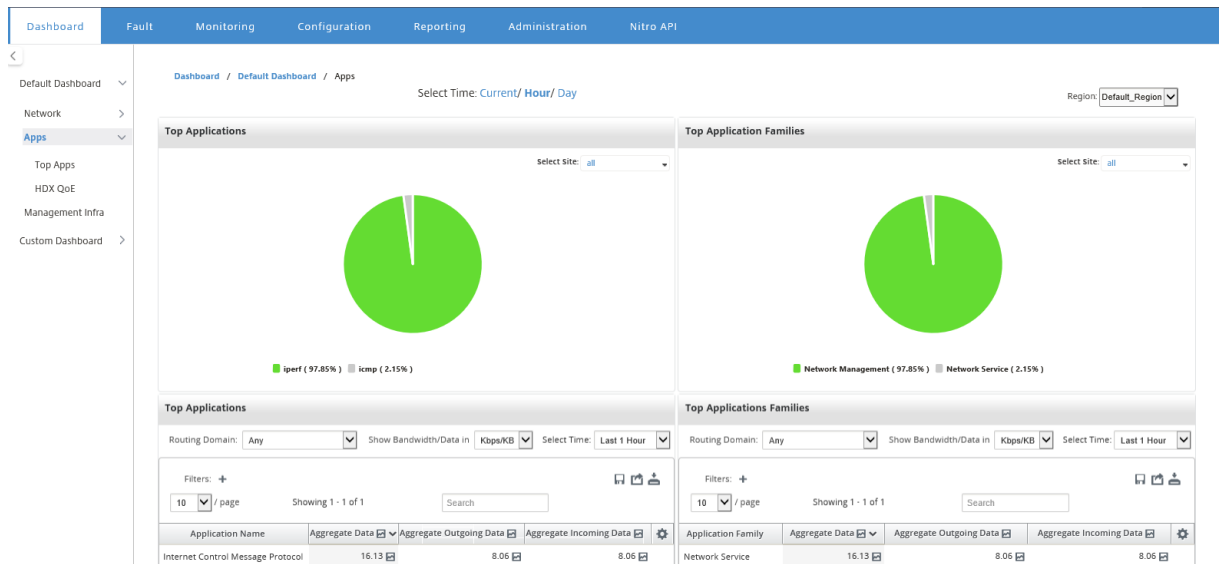 Dashboard Fault Monitoring Configuration Reporting Administration Nitro API
Default Dashboard
Network
Apps
Top Apps
HDX QoE
Management Infra
Custom Dashboard
Dashboard / Default Dashboard / Apps
Select Time: Current/ Hour/ Day
Region: Default_Region
Top Applications
Select Site: all
iperf ( 97.85% ) icmp ( 2.15% )
Top Application Families
Select Site: all
Network Management ( 97.85% ) Network Service ( 2.15% )
Top Applications
Routing Domain: Any Show Bandwidth/Data in Kbps/KB Select Time: Last 1 Hour
Filters: +
10 / page Showing 1 - 1 of 1 Search
Application Name Aggregate Data Aggregate Outgoing Data Aggregate Incoming Data
Internet Control Message Protocol 16.13 8.06 8.06
Top Applications Families
Routing Domain: Any Show Bandwidth/Data in Kbps/KB Select Time: Last 1 Hour
Filters: +
10 / page Showing 1 - 1 of 1 Search
Application Family Aggregate Data Aggregate Outgoing Data Aggregate Incoming Data
Network Service 16.13 8.06 8.06